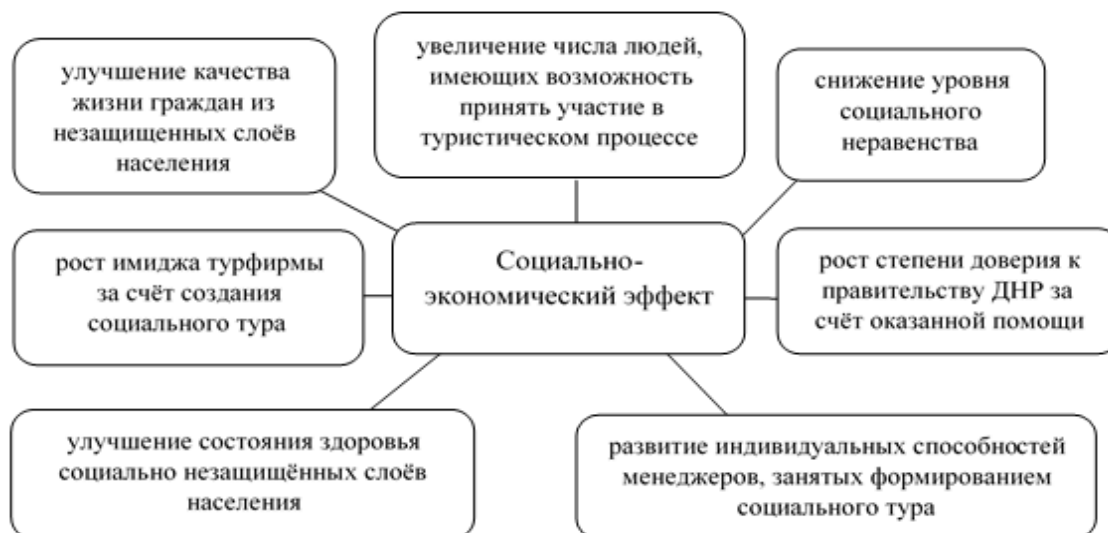 улучшение качества
жизни граждан из
незащищенных слоёв
населения
увеличение числа людей,
имеющих возможность
принять участие в
туристическом процессе
снижение уровня
социального
неравенства
рост имиджа турфирмы
за счёт создания
социального тура
Социально-
экономический эффект
рост степени доверия к
правительству ДНР за
счёт оказанной помощи
улучшение состояния здоровья
социально незащищённых слоёв
населения
развитие индивидуальных способностей
менеджеров, занятых формированием
социального тура